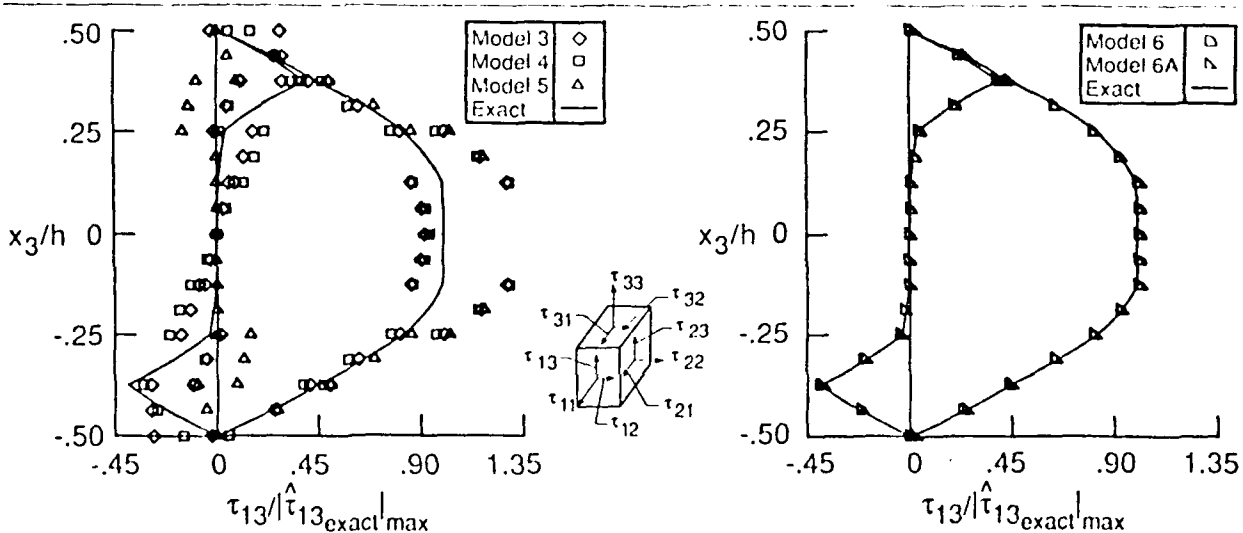 .50
.25
x3/h 0
-.25
-.50
-.45 0 .45 .90 1.35
τ13/|τ̂13exact|max
Model 3
Model 4
Model 5
Exact
τ33
τ32
τ31
τ23
τ13
τ22
τ11
τ21
τ12
.50
.25
x3/h 0
-.25
-.50
-.45 0 .45 .90 1.35
τ13/|τ̂13exact|max
Model 6
Model 6A
Exact